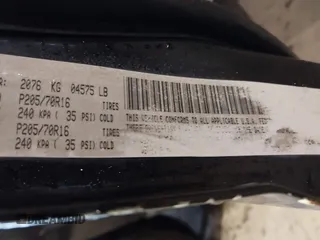 R: 2076 KG 04575 LB
P205/70R16 TIRES
240 KPA ( 35 PSI) COLD
P205/70R16 TIRES
240 KPA ( 35 PSI) COLD
THIS VEHICLE CONFORMS TO ALL APPLICABLE U.S.A. FED
DREAMBID